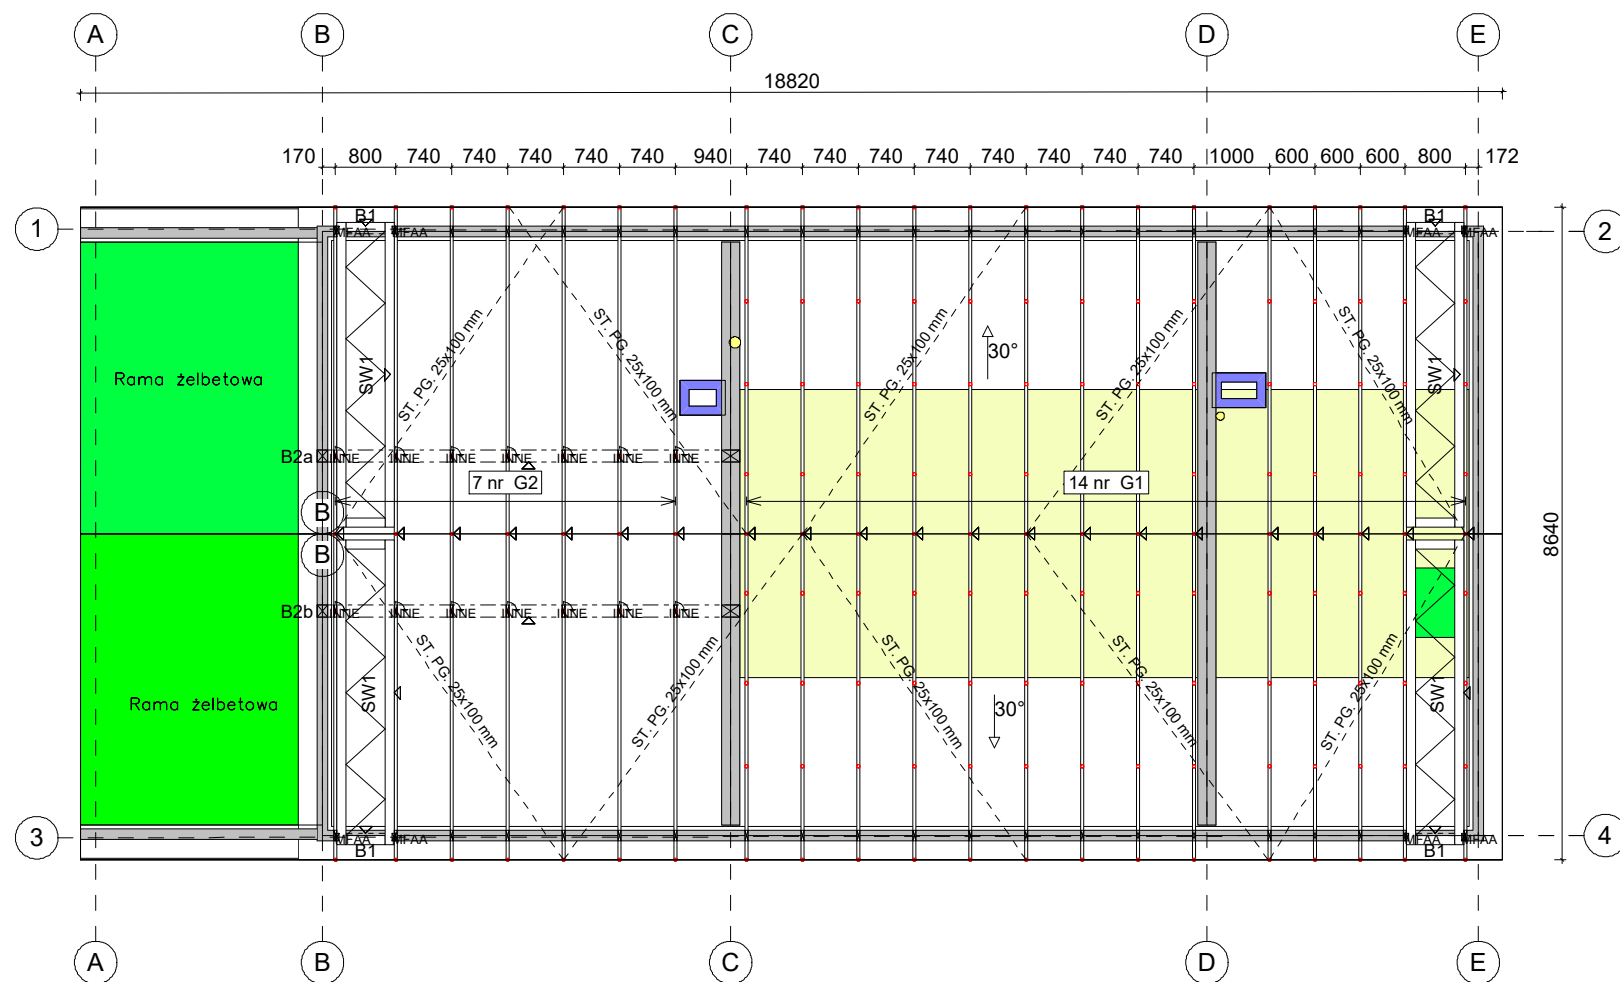 A B C D E
18820
170 800 740 740 740 740 740 940 740 740 740 740 740 740 740 740 1000 600 600 600 800 172
B1 B1
1 2
MFAA MFAA MFAA MFAA
ST. PG. 25x100 mm ST. PG. 25x100 mm ST. PG. 25x100 mm ST. PG. 25x100 mm ST. PG. 25x100 mm
30°
SW1 SW1
Rama żelbetowa
B2a
7 nr G2 14 nr G1
B
8640
B
B2b
ST. PG. 25x100 mm ST. PG. 25x100 mm ST. PG. 25x100 mm ST. PG. 25x100 mm ST. PG. 25x100 mm
SW1 SW1
Rama żelbetowa
30°
3 4
MFAA MFAA MFAA MFAA
B1 B1
A B C D E